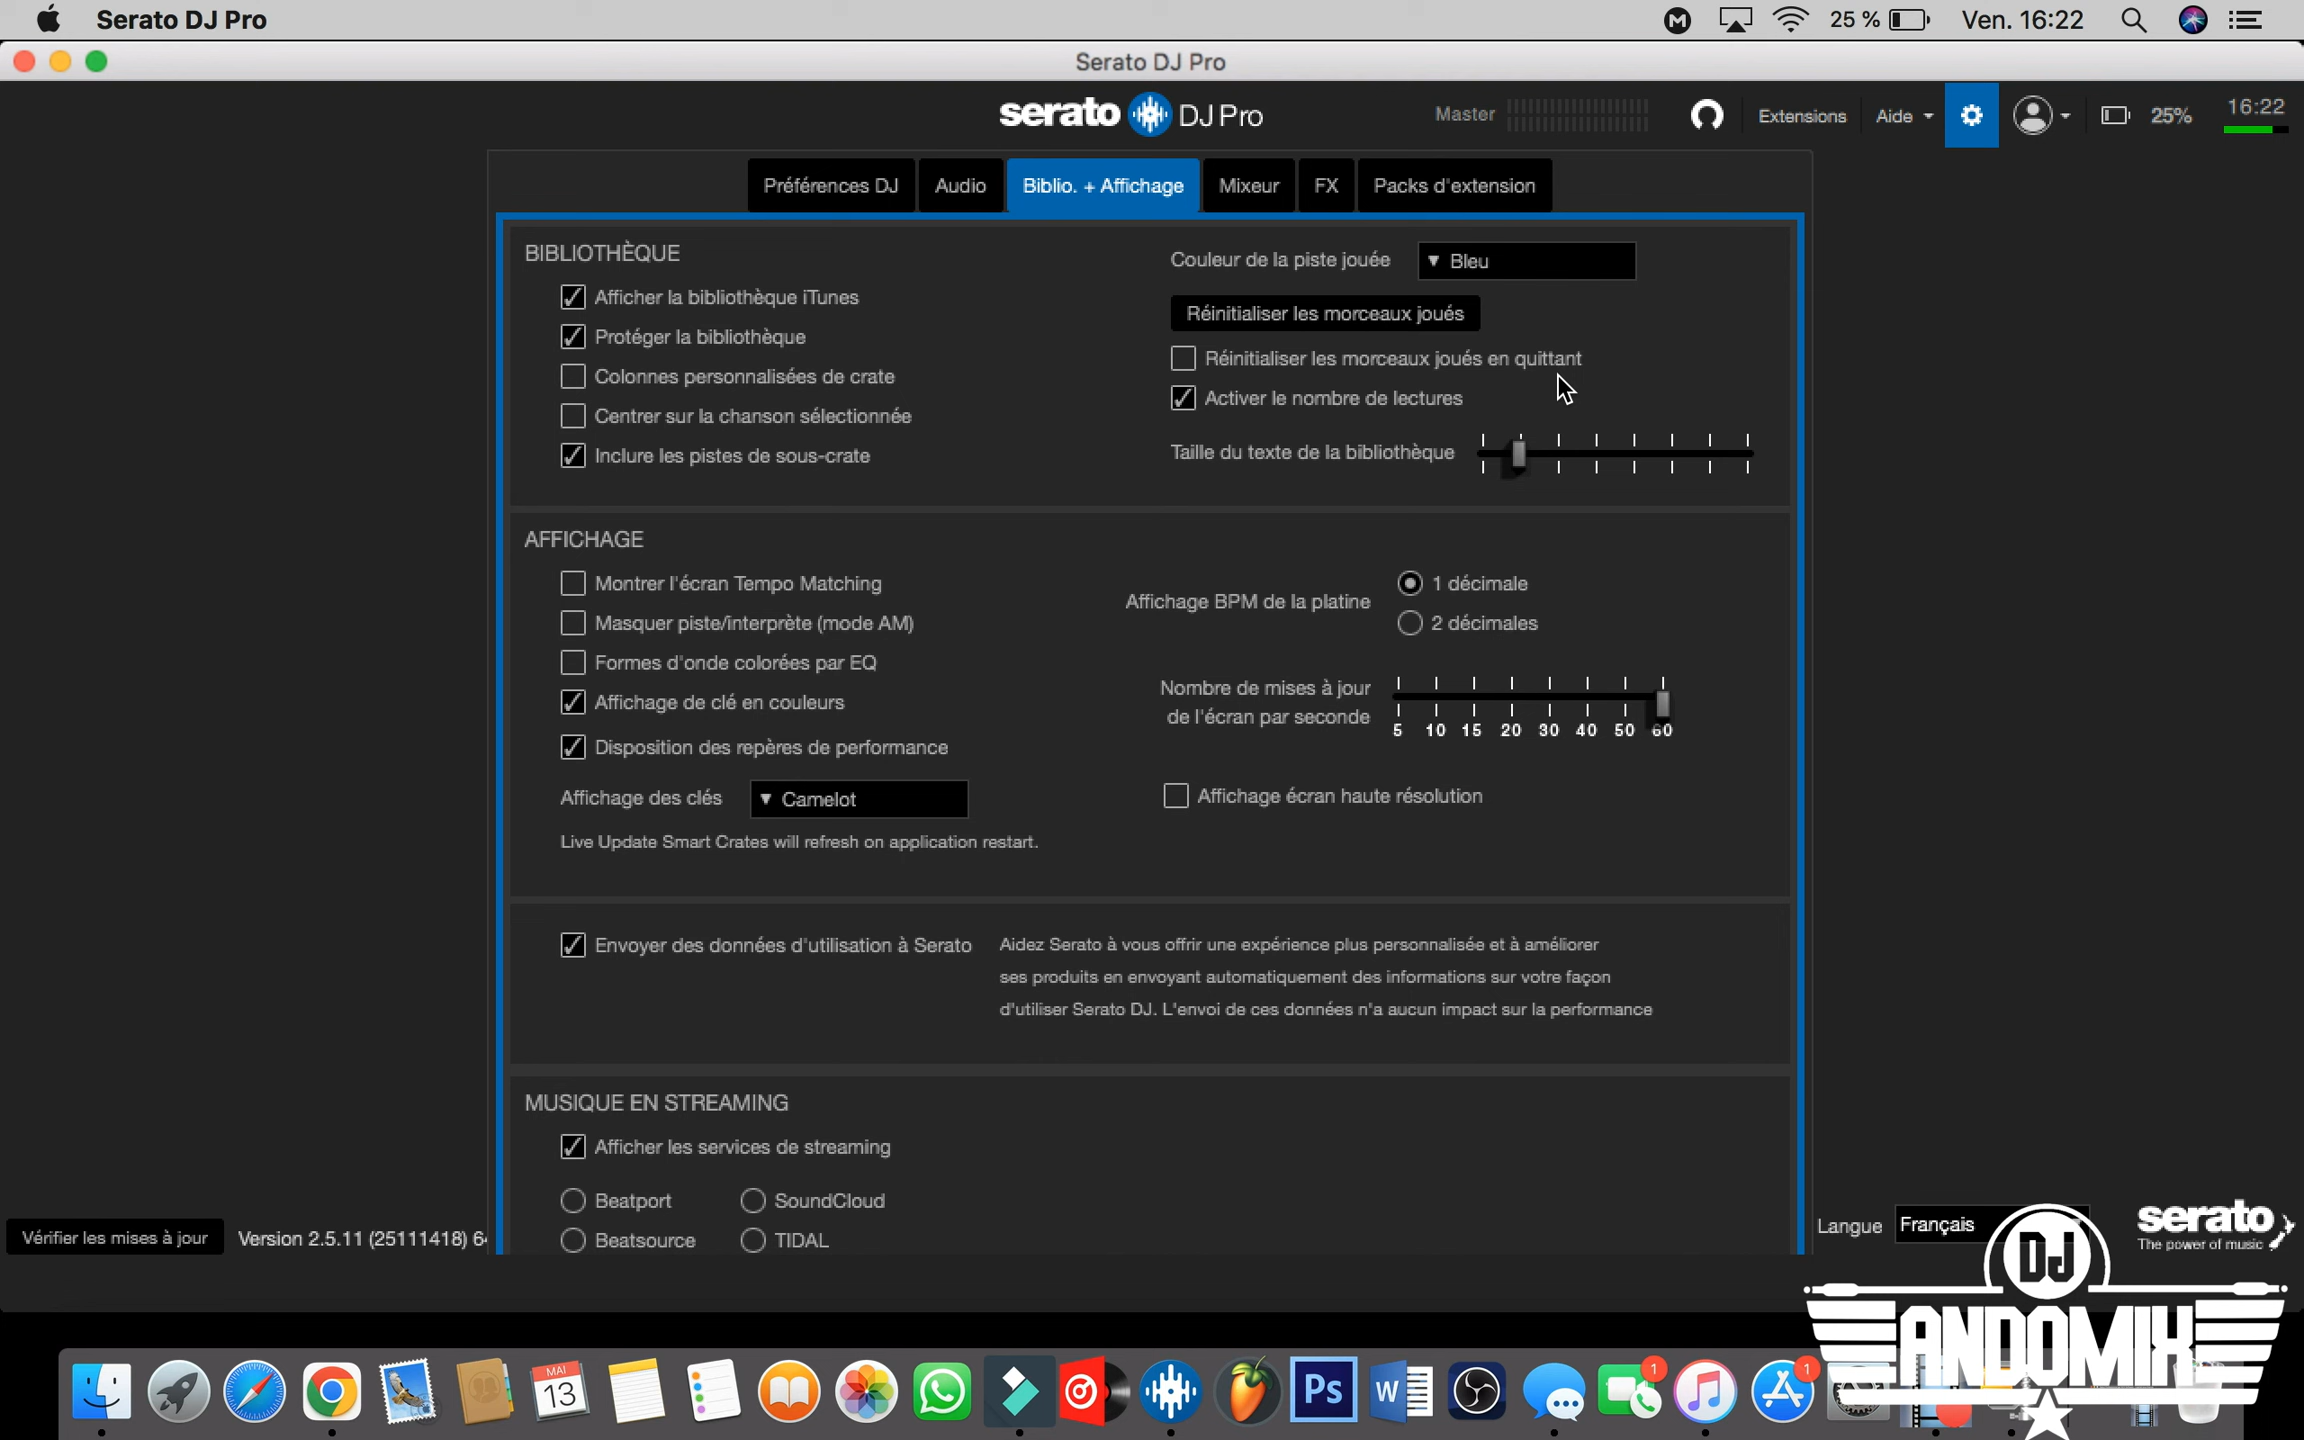 Serato DJ Pro
25 %
Ven. 16:22
Serato DJ Pro
serato DJ Pro
Master
Extensions
Aide
25%
16:22
Préférences DJ
Audio
Biblio. + Affichage
Mixeur
FX
Packs d'extension
BIBLIOTHÈQUE
Afficher la bibliothèque iTunes
Protéger la bibliothèque
Colonnes personnalisées de crate
Centrer sur la chanson sélectionnée
Inclure les pistes de sous-crate
Couleur de la piste jouée
Bleu
Réinitialiser les morceaux joués
Réinitialiser les morceaux joués en quittant
Activer le nombre de lectures
Taille du texte de la bibliothèque
AFFICHAGE
Montrer l'écran Tempo Matching
Masquer piste/interprète (mode AM)
Formes d'onde colorées par EQ
Affichage de clé en couleurs
Disposition des repères de performance
Affichage des clés
Camelot
Live Update Smart Crates will refresh on application restart.
Affichage BPM de la platine
1 décimale
2 décimales
Nombre de mises à jour
de l'écran par seconde
5 10 15 20 30 40 50 60
Affichage écran haute résolution
Envoyer des données d'utilisation à Serato
Aidez Serato à vous offrir une expérience plus personnalisée et à améliorer
ses produits en envoyant automatiquement des informations sur votre façon
d'utiliser Serato DJ. L'envoi de ces données n'a aucun impact sur la performance
MUSIQUE EN STREAMING
Afficher les services de streaming
Beatport
SoundCloud
Beatsource
TIDAL
Vérifier les mises à jour
Version 2.5.11 (25111418) 64
Langue
Français
serato
The power of music
DJ
ANDOMIX
MAI
13
Ps
W
1
1